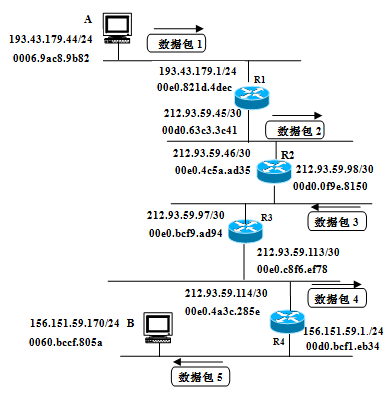 A
193.43.179.44/24
0006.9ac8.9b82
数据包 1
193.43.179.1/24
00e0.821d.4dec
R1
212.93.59.45/30
00d0.63c3.3c41
数据包 2
212.93.59.46/30
00e0.4c5a.ad35
R2
212.93.59.98/30
00d0.0f9e.8150
数据包 3
212.93.59.97/30
00e0.bcf9.ad94
R3
212.93.59.113/30
00e0.c8f6.ef78
数据包 4
212.93.59.114/30
00e0.4a3c.285e
B
156.151.59.170/24
0060.bccf.805a
156.151.59.1./24
00d0.bcf1.eb34
R4
数据包 5